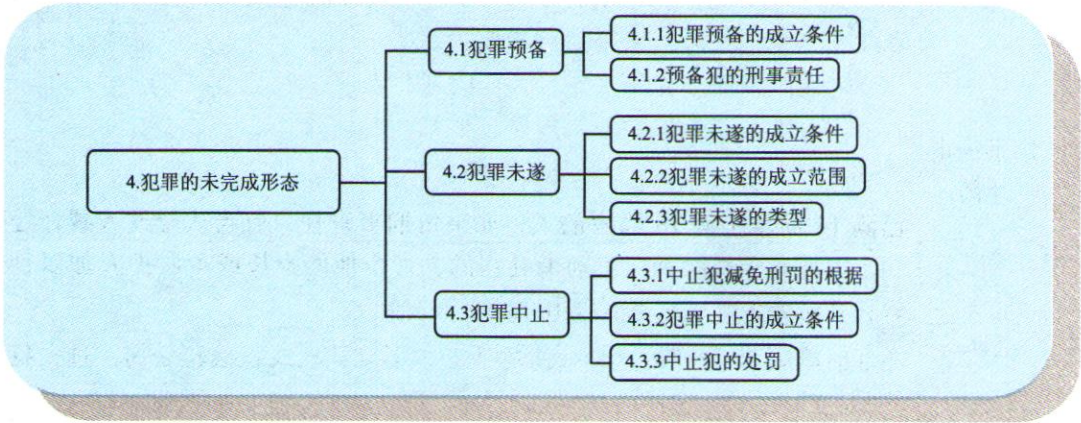 4.犯罪的未完成形态
4.1犯罪预备
4.1.1犯罪预备的成立条件
4.1.2预备犯的刑事责任
4.2犯罪未遂
4.2.1犯罪未遂的成立条件
4.2.2犯罪未遂的成立范围
4.2.3犯罪未遂的类型
4.3犯罪中止
4.3.1中止犯减免刑罚的根据
4.3.2犯罪中止的成立条件
4.3.3中止犯的处罚